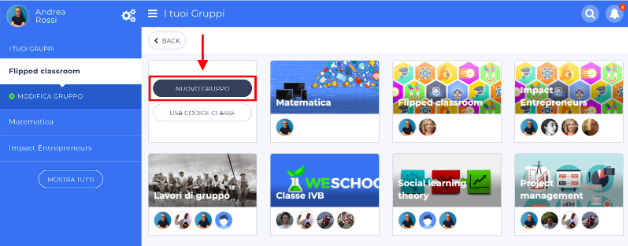 Andrea
Rossi
I tuoi Gruppi
BACK
I TUOI GRUPPI
Flipped classroom
MODIFICA GRUPPO
Matematica
Impact Entrepreneurs
MOSTRA TUTTI
NUOVO GRUPPO
USA CODICE CLASSE
Matematica
Flipped classroom
Impact
Entrepreneurs
Lavori di gruppo
WESCHOO
Classe IVB
Social learning
theory
Project
management